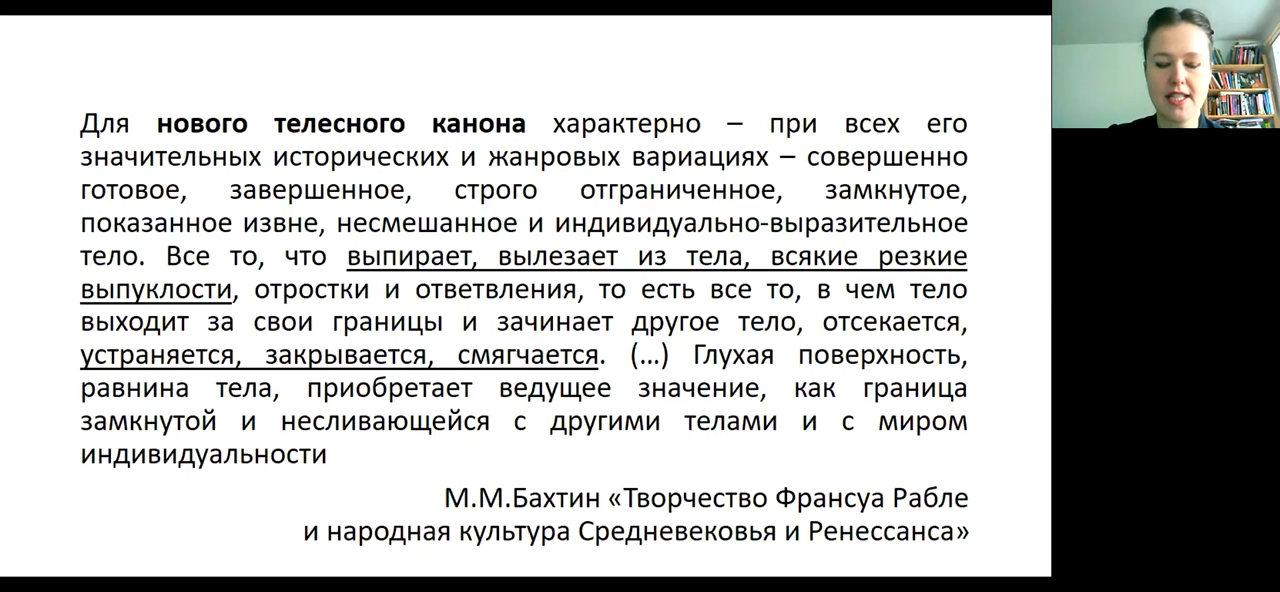 Для нового телесного канона характерно – при всех его
значительных исторических и жанровых вариациях – совершенно
готовое, завершенное, строго отграниченное, замкнутое,
показанное извне, несмешанное и индивидуально-выразительное
тело. Все то, что выпирает, вылезает из тела, всякие резкие
выпуклости, отростки и ответвления, то есть все то, в чем тело
выходит за свои границы и зачинает другое тело, отсекается,
устраняется, закрывается, смягчается. (...) Глухая поверхность,
равнина тела, приобретает ведущее значение, как граница
замкнутой и несливающейся с другими телами и с миром
индивидуальности
М.М.Бахтин «Творчество Франсуа Рабле
и народная культура Средневековья и Ренессанса»